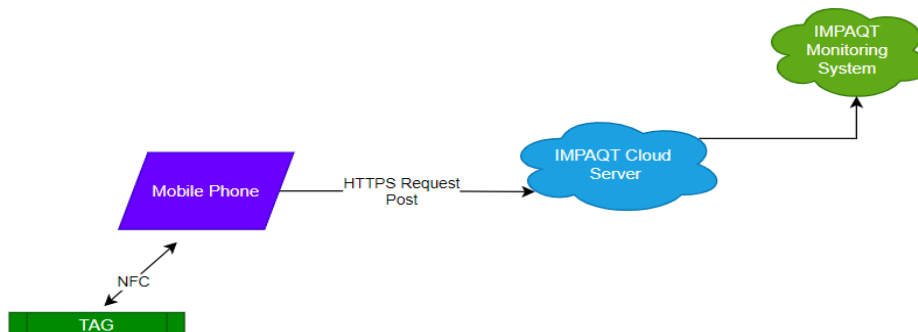 IMPAQT
Monitoring
System
IMPAQT Cloud
Server
Mobile Phone
HTTPS Request
Post
NFC
TAG